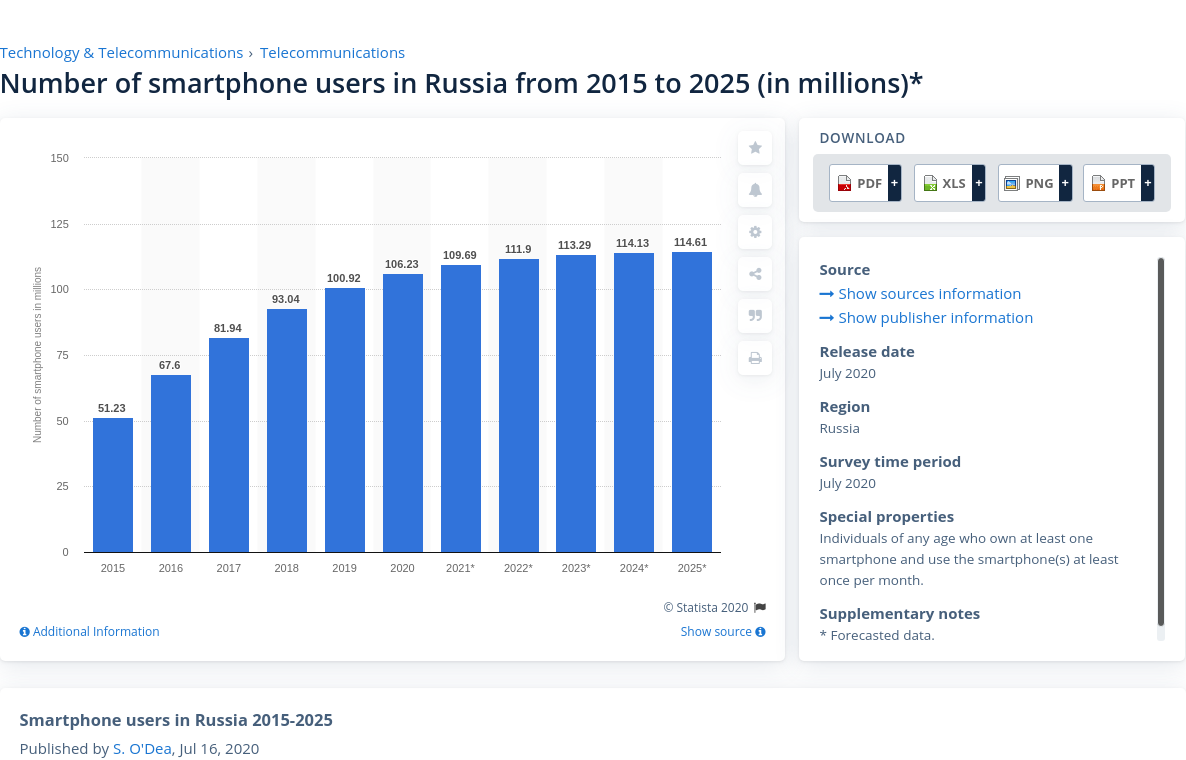 Technology & Telecommunications › Telecommunications
Number of smartphone users in Russia from 2015 to 2025 (in millions)*
Number of smartphone users in millions
150
125
100
75
50
25
0
51.23
67.6
81.94
93.04
100.92
106.23
109.69
111.9
113.29
114.13
114.61
2015
2016
2017
2018
2019
2020
2021*
2022*
2023*
2024*
2025*
© Statista 2020
Additional Information
Show source
DOWNLOAD
PDF +
XLS +
PNG +
PPT +
Source
Show sources information
Show publisher information
Release date
July 2020
Region
Russia
Survey time period
July 2020
Special properties
Individuals of any age who own at least one
smartphone and use the smartphone(s) at least
once per month.
Supplementary notes
* Forecasted data.
Smartphone users in Russia 2015-2025
Published by S. O'Dea, Jul 16, 2020